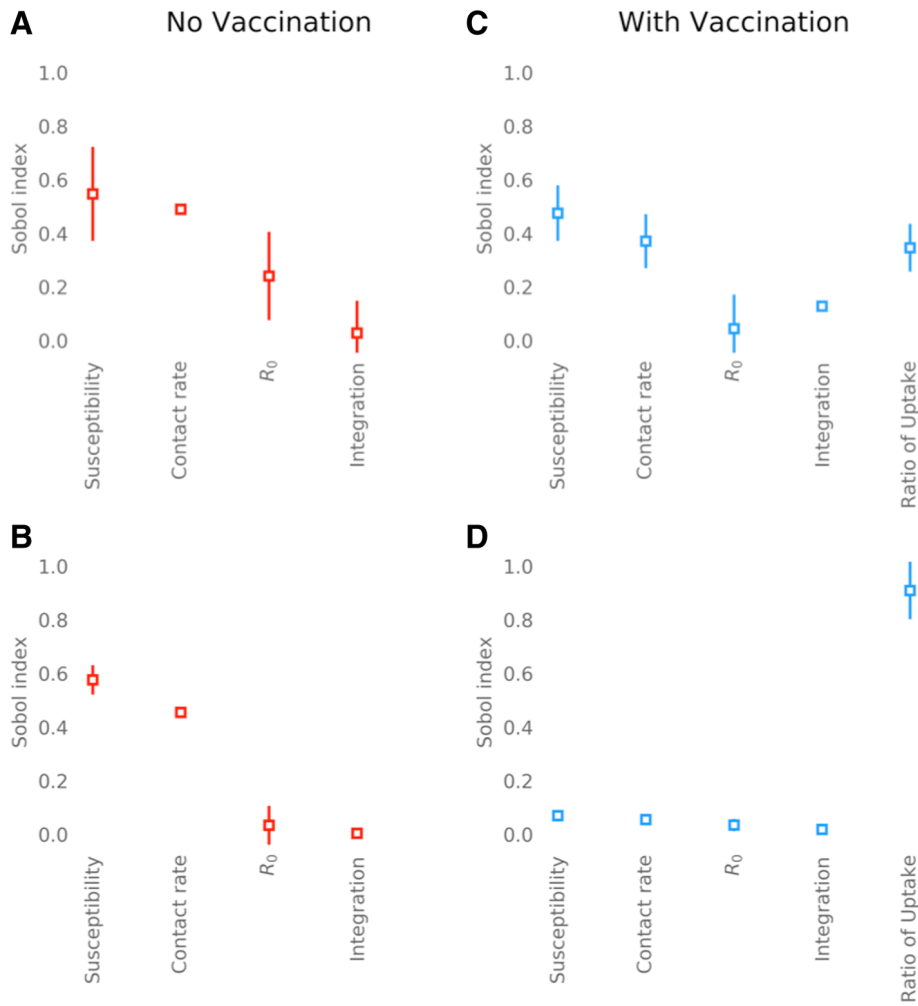 A
No Vaccination
1.0
0.8
0.6
0.4
0.2
0.0
Sobol index
Susceptibility
Contact rate
R₀
Integration
C
With Vaccination
1.0
0.8
0.6
0.4
0.2
0.0
Sobol index
Susceptibility
Contact rate
R₀
Integration
Ratio of Uptake
B
1.0
0.8
0.6
0.4
0.2
0.0
Sobol index
Susceptibility
Contact rate
R₀
Integration
D
1.0
0.8
0.6
0.4
0.2
0.0
Sobol index
Susceptibility
Contact rate
R₀
Integration
Ratio of Uptake